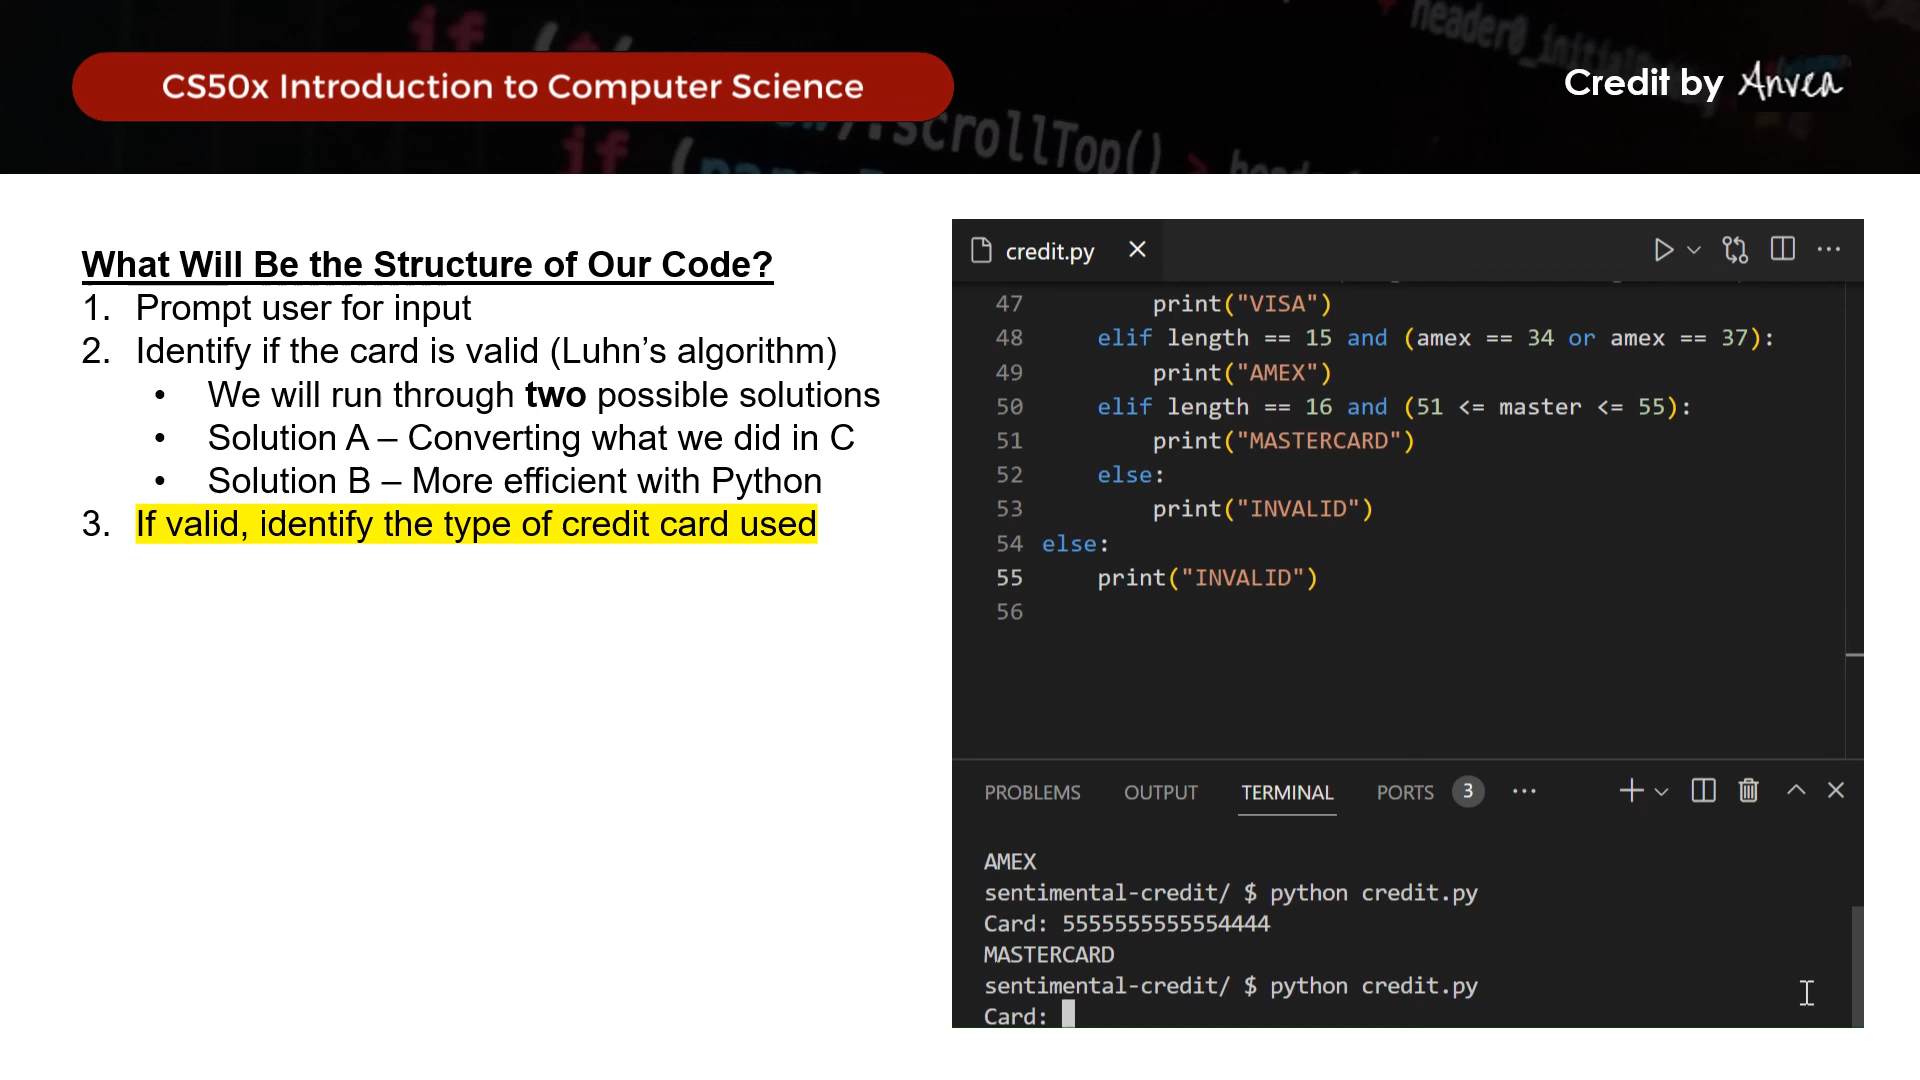 if (t/
header0_initi
CS50x Introduction to Computer Science
Credit by Anvea
.scrollTop() > head
if (par
What Will Be the Structure of Our Code?
1. Prompt user for input
2. Identify if the card is valid (Luhn’s algorithm)
• We will run through two possible solutions
• Solution A – Converting what we did in C
• Solution B – More efficient with Python
3. If valid, identify the type of credit card used
credit.py
47 print("VISA")
48 elif length == 15 and (amex == 34 or amex == 37):
49 print("AMEX")
50 elif length == 16 and (51 <= master <= 55):
51 print("MASTERCARD")
52 else:
53 print("INVALID")
54 else:
55 print("INVALID")
56
PROBLEMS OUTPUT TERMINAL PORTS 3
AMEX
sentimental-credit/ $ python credit.py
Card: 5555555555554444
MASTERCARD
sentimental-credit/ $ python credit.py
Card: